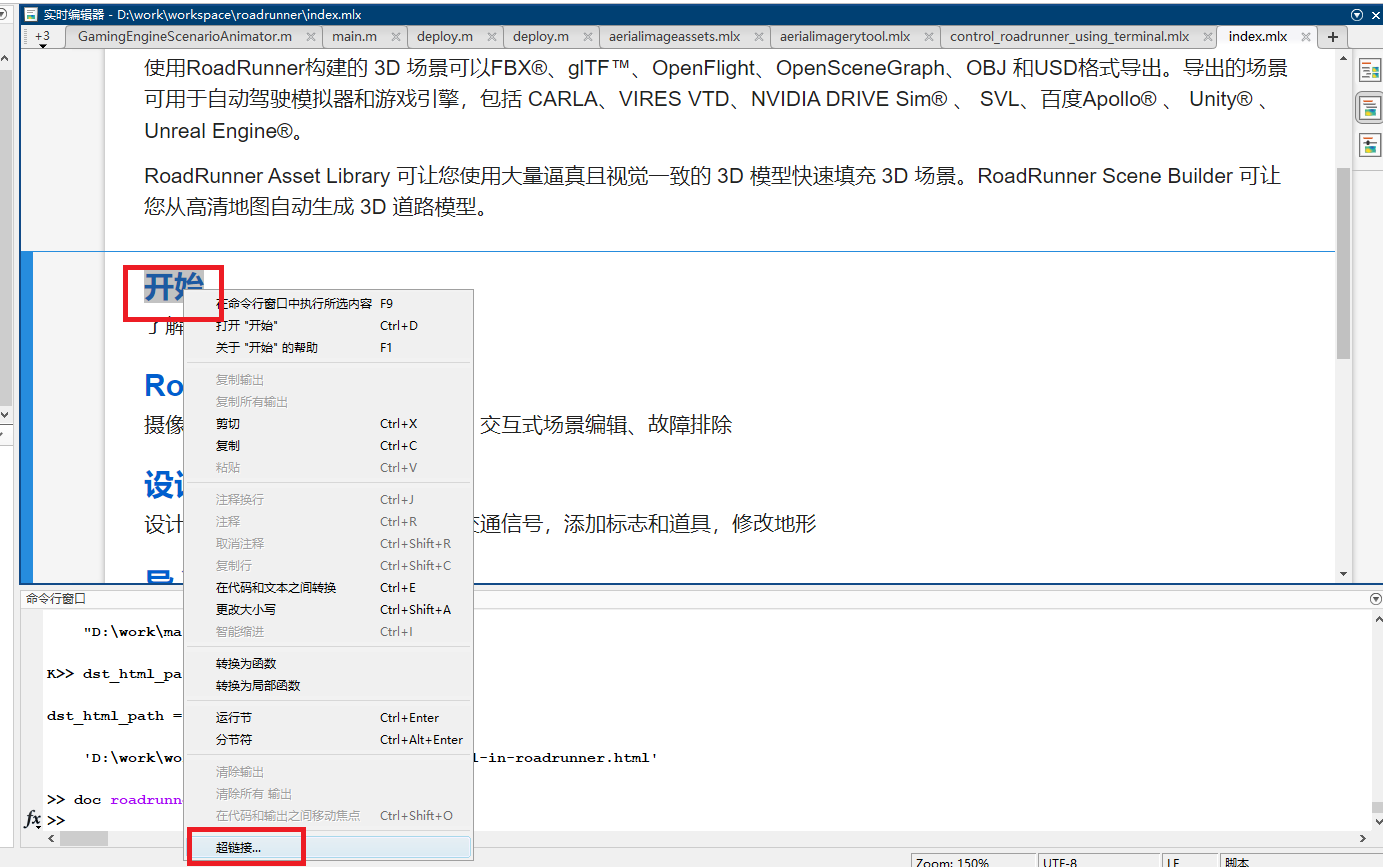 实时编辑器 - D:\work\workspace\roadrunner\index.mlx
+3 GamingEngineScenarioAnimator.m main.m deploy.m deploy.m aerialimageassets.mlx aerialimagerytool.mlx control_roadrunner_using_terminal.mlx index.mlx
使用RoadRunner构建的 3D 场景可以FBX®、glTF™、OpenFlight、OpenSceneGraph、OBJ 和USD格式导出。导出的场景
可用于自动驾驶模拟器和游戏引擎，包括 CARLA、VIRES VTD、NVIDIA DRIVE Sim® 、 SVL、百度Apollo® 、 Unity® 、
Unreal Engine®。
RoadRunner Asset Library 可让您使用大量逼真且视觉一致的 3D 模型快速填充 3D 场景。RoadRunner Scene Builder 可让
您从高清地图自动生成 3D 道路模型。
开始
了解
Ro
摄像 交互式场景编辑、故障排除
设计 交通信号，添加标志和道具，修改地形
在命令行窗口中执行所选内容 F9
打开 "开始" Ctrl+D
关于 "开始" 的帮助 F1
复制输出
复制所有输出
剪切 Ctrl+X
复制 Ctrl+C
粘贴 Ctrl+V
注释换行 Ctrl+J
注释 Ctrl+R
取消注释 Ctrl+Shift+R
复制行 Ctrl+Shift+C
在代码和文本之间转换 Ctrl+E
更改大小写 Ctrl+Shift+A
智能缩进 Ctrl+I
转换为函数
转换为局部函数
运行节 Ctrl+Enter
分节符 Ctrl+Alt+Enter
清除输出
清除所有 输出
在代码和输出之间移动焦点 Ctrl+Shift+O
超链接...
命令行窗口
"D:\work\ma
K>> dst_html_pa
dst_html_path =
'D:\work\wo l-in-roadrunner.html'
>> doc roadrunn
fx >>
Zoom: 150% UTF-8 LF 脚本